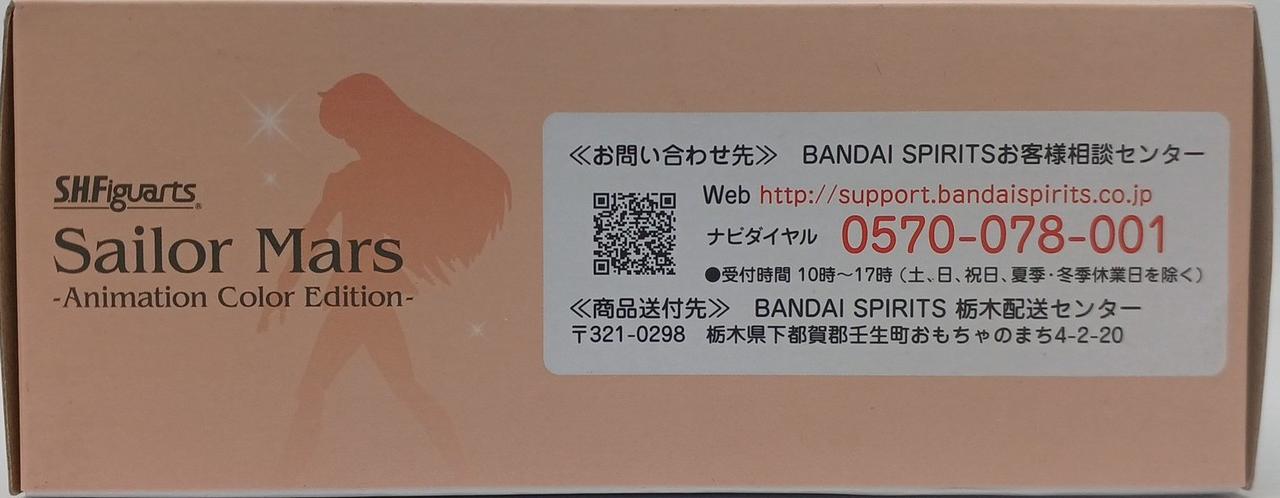 S.H.Figuarts®
Sailor Mars
-Animation Color Edition-
≪お問い合わせ先≫ BANDAI SPIRITSお客様相談センター
Web http://support.bandaispirits.co.jp
ナビダイヤル 0570-078-001
●受付時間 10時～17時（土、日、祝日、夏季・冬季休業日を除く）
≪商品送付先≫ BANDAI SPIRITS 栃木配送センター
〒321-0298 栃木県下都賀郡壬生町おもちゃのまち4-2-20